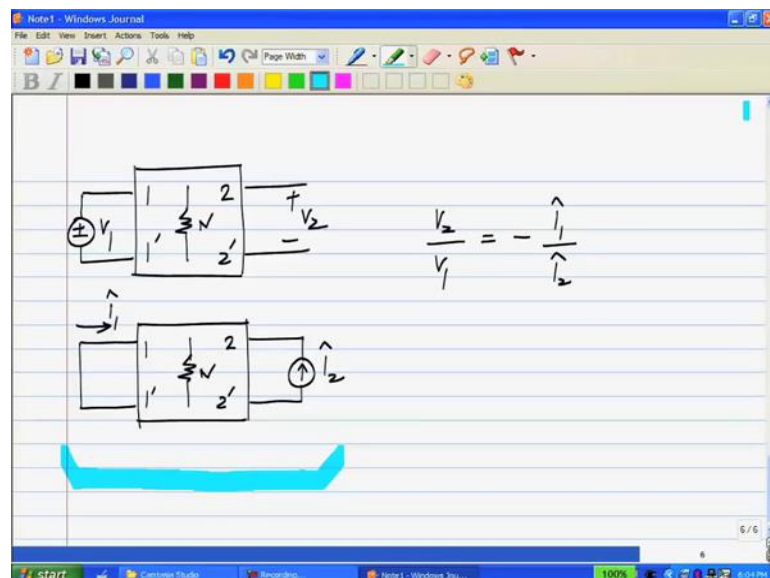 Note1 - Windows Journal
File Edit View Insert Actions Tools Help
Page Width
B I
1 2
V1 N + V2 -
1' 2'
V2/V1 = - Î1/Î2
Î1
1 2
N Î2
1' 2'
6/6
6
start Camtasia Studio Recording... Note1 - Windows Jou... 100% 6:04 PM